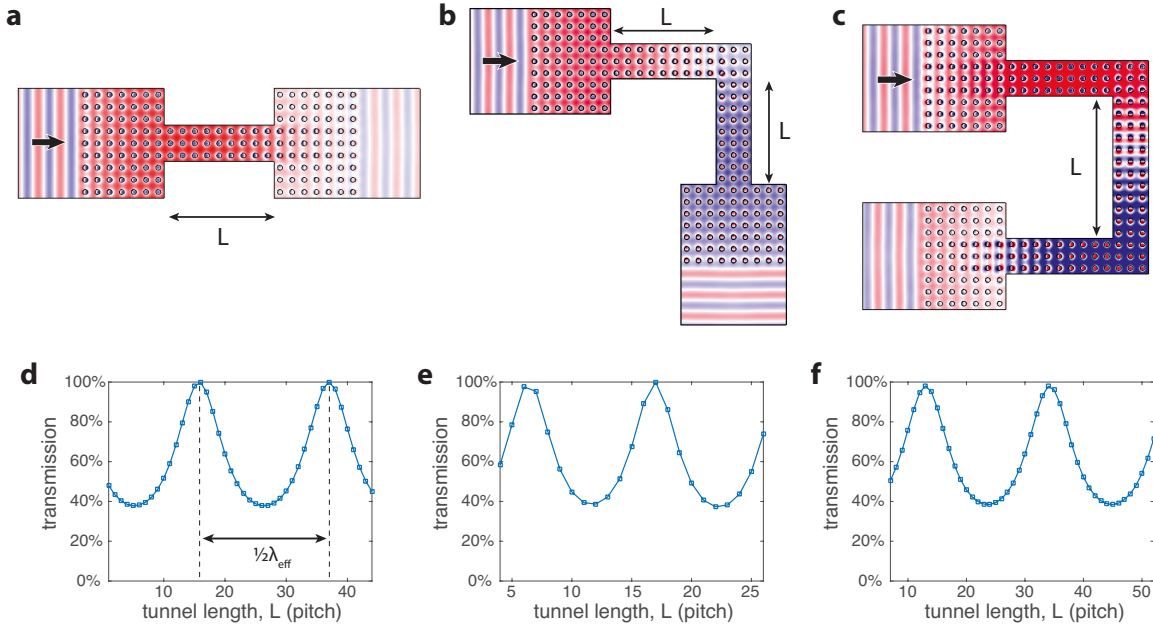 a
L
b
L
L
c
L
d
100%
80%
60%
40%
20%
0%
transmission
½λeff
10
20
30
40
tunnel length, L (pitch)
e
100%
80%
60%
40%
20%
0%
transmission
5
10
15
20
25
tunnel length, L (pitch)
f
100%
80%
60%
40%
20%
0%
transmission
10
20
30
40
50
tunnel length, L (pitch)